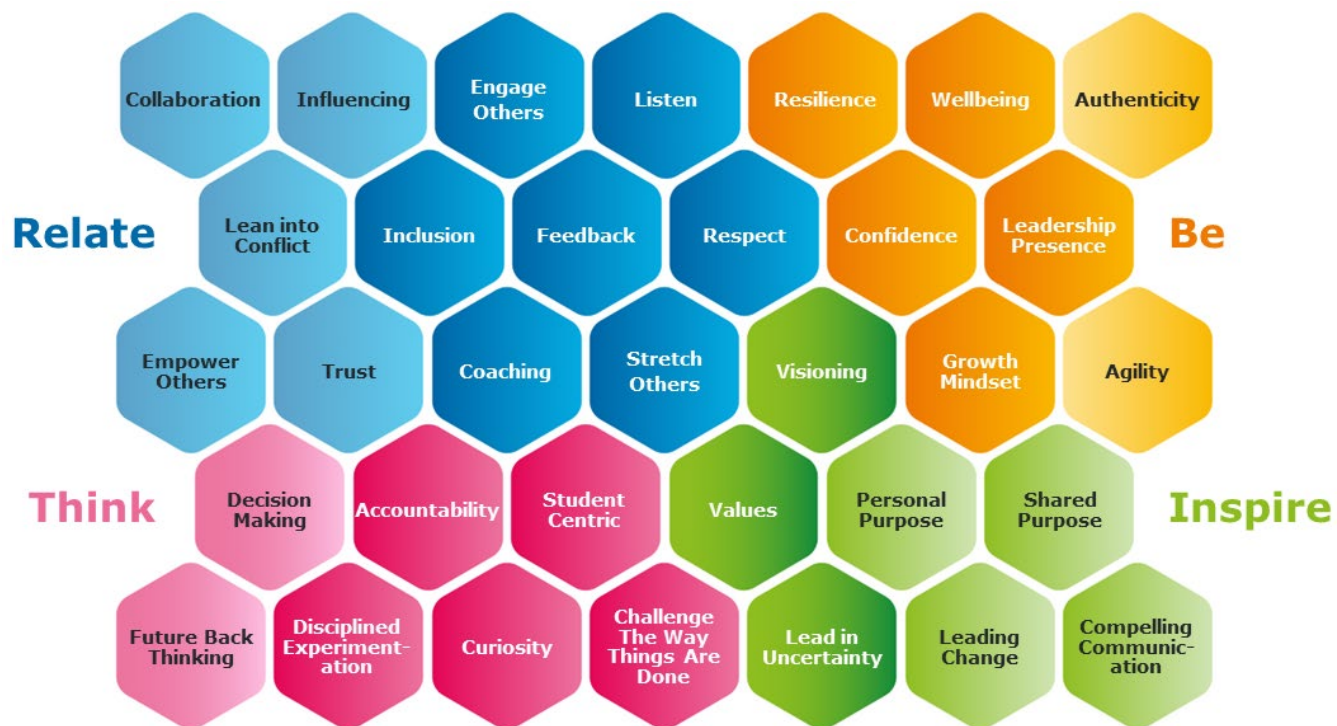 Collaboration
Influencing
Engage
Others
Listen
Resilience
Wellbeing
Authenticity
Relate
Lean into
Conflict
Inclusion
Feedback
Respect
Confidence
Leadership
Presence
Be
Empower
Others
Trust
Coaching
Stretch
Others
Visioning
Growth
Mindset
Agility
Think
Decision
Making
Accountability
Student
Centric
Values
Personal
Purpose
Shared
Purpose
Inspire
Future Back
Thinking
Disciplined
Experiment-
ation
Curiosity
Challenge
The Way
Things Are
Done
Lead in
Uncertainty
Leading
Change
Compelling
Communic-
ation